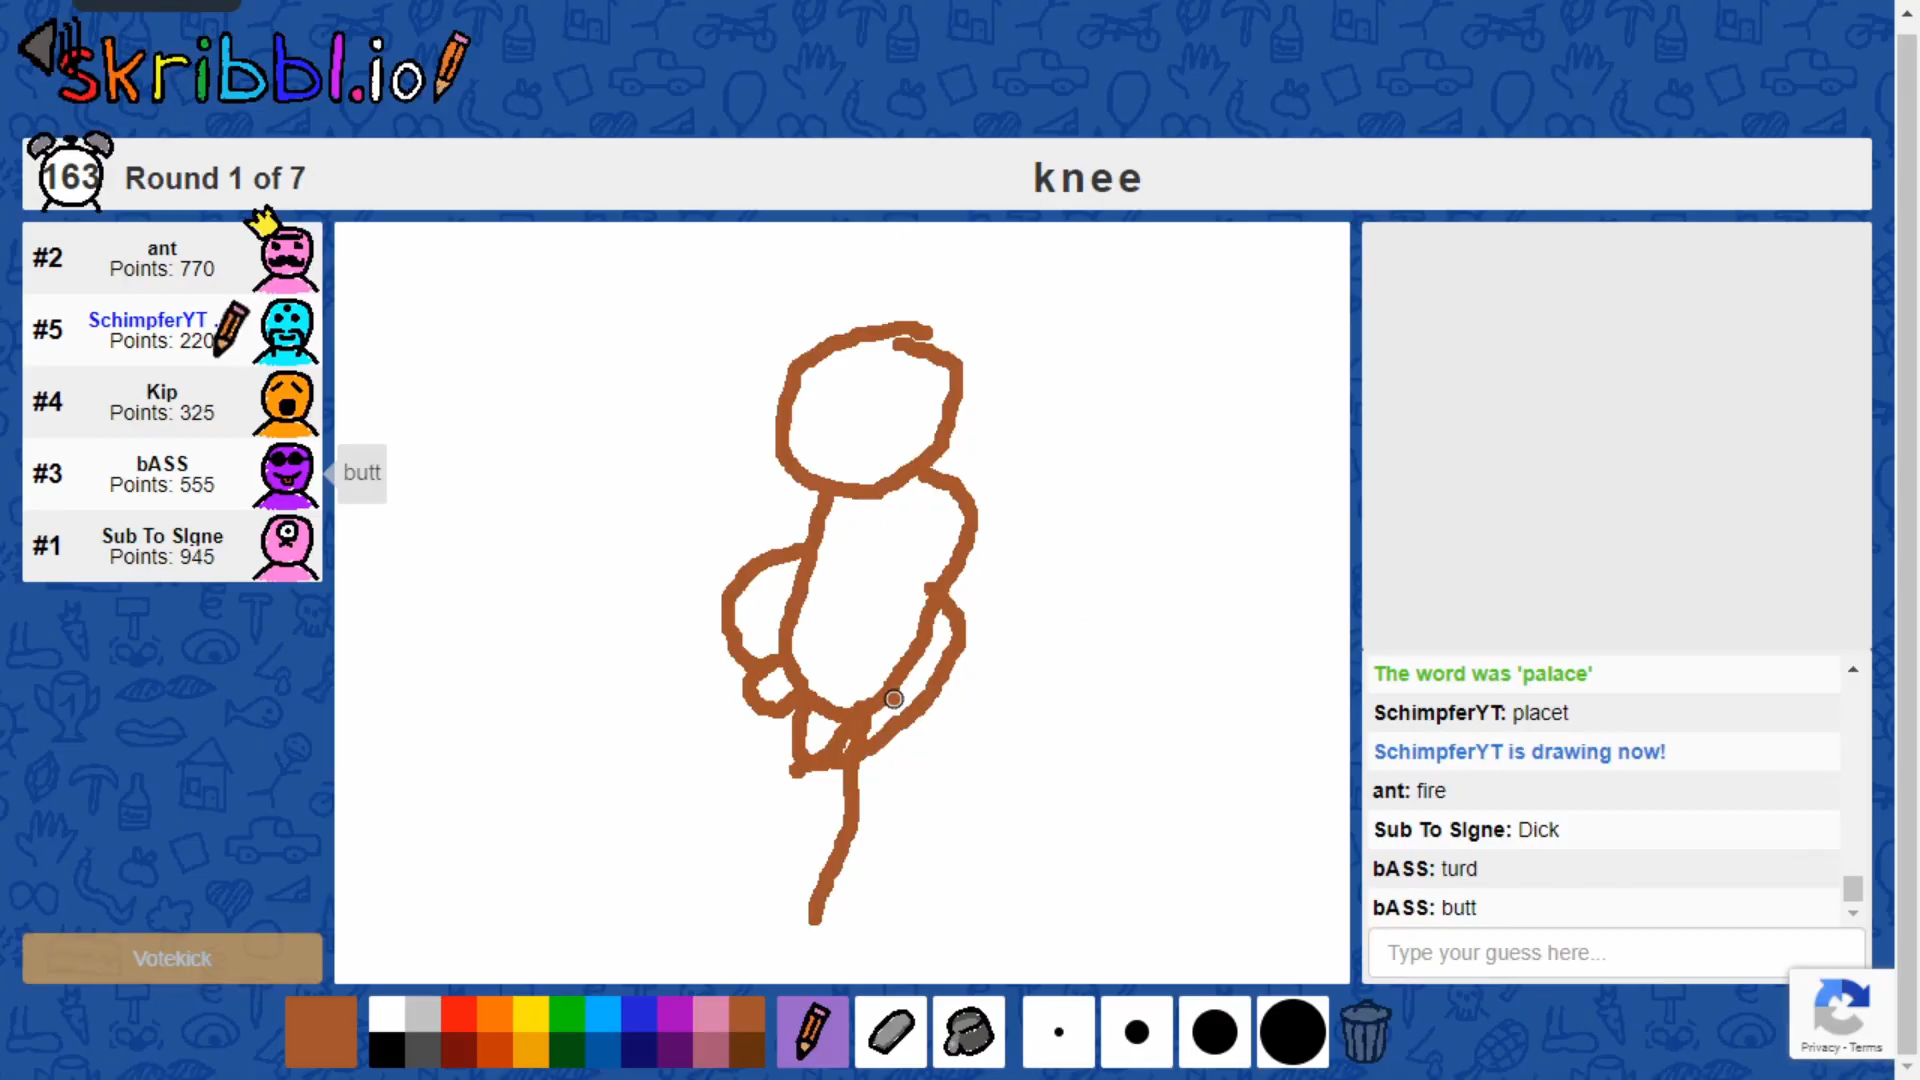 skribbl.io
163
Round 1 of 7
knee
#2
ant
Points: 770
#5
SchimpferYT .
Points: 220
#4
Kip
Points: 325
#3
bASS
Points: 555
butt
#1
Sub To SIgne
Points: 945
Votekick
The word was 'palace'
SchimpferYT: placet
SchimpferYT is drawing now!
ant: fire
Sub To SIgne: Dick
bASS: turd
bASS: butt
Type your guess here...
Privacy - Terms